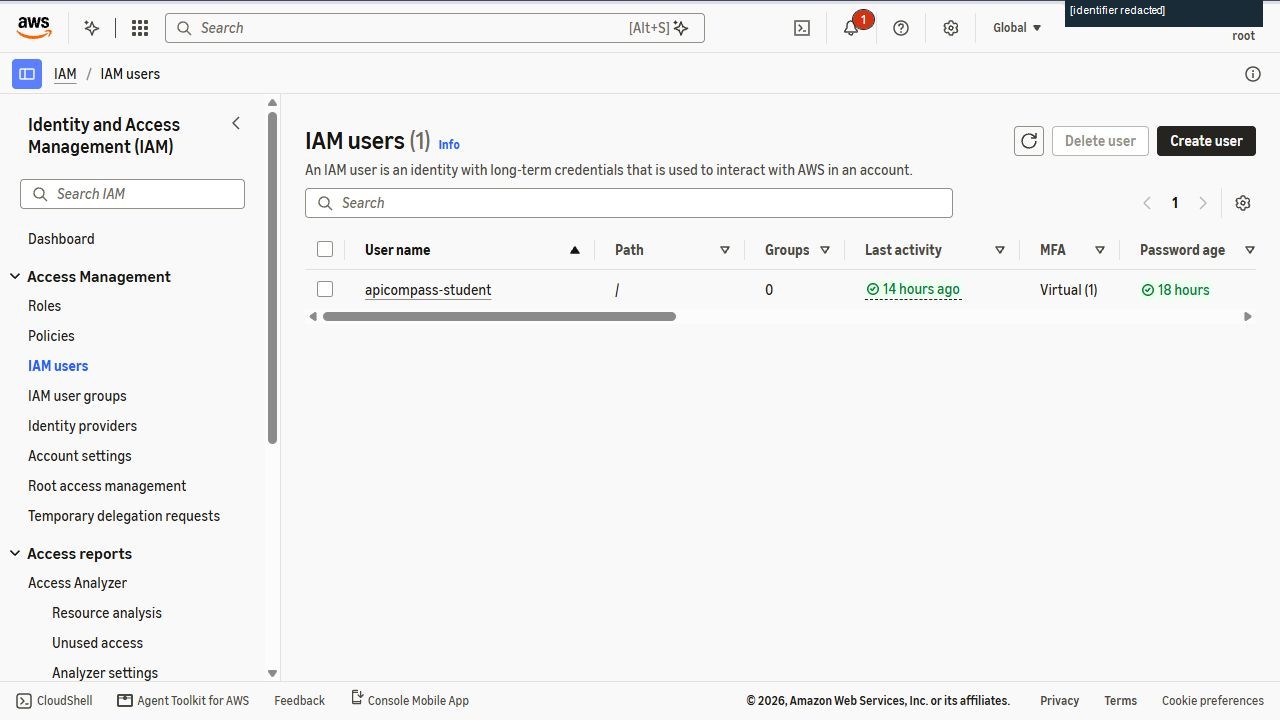 aws
Search
[Alt+S]
1
Global
[identifier redacted]
root
IAM / IAM users
Identity and Access
Management (IAM)
Search IAM
Dashboard
Access Management
Roles
Policies
IAM users
IAM user groups
Identity providers
Account settings
Root access management
Temporary delegation requests
Access reports
Access Analyzer
Resource analysis
Unused access
Analyzer settings
IAM users (1) Info
Delete user
Create user
An IAM user is an identity with long-term credentials that is used to interact with AWS in an account.
Search
1
User name Path Groups Last activity MFA Password age
apicompass-student / 0 14 hours ago Virtual (1) 18 hours
CloudShell Agent Toolkit for AWS Feedback Console Mobile App © 2026, Amazon Web Services, Inc. or its affiliates. Privacy Terms Cookie preferences